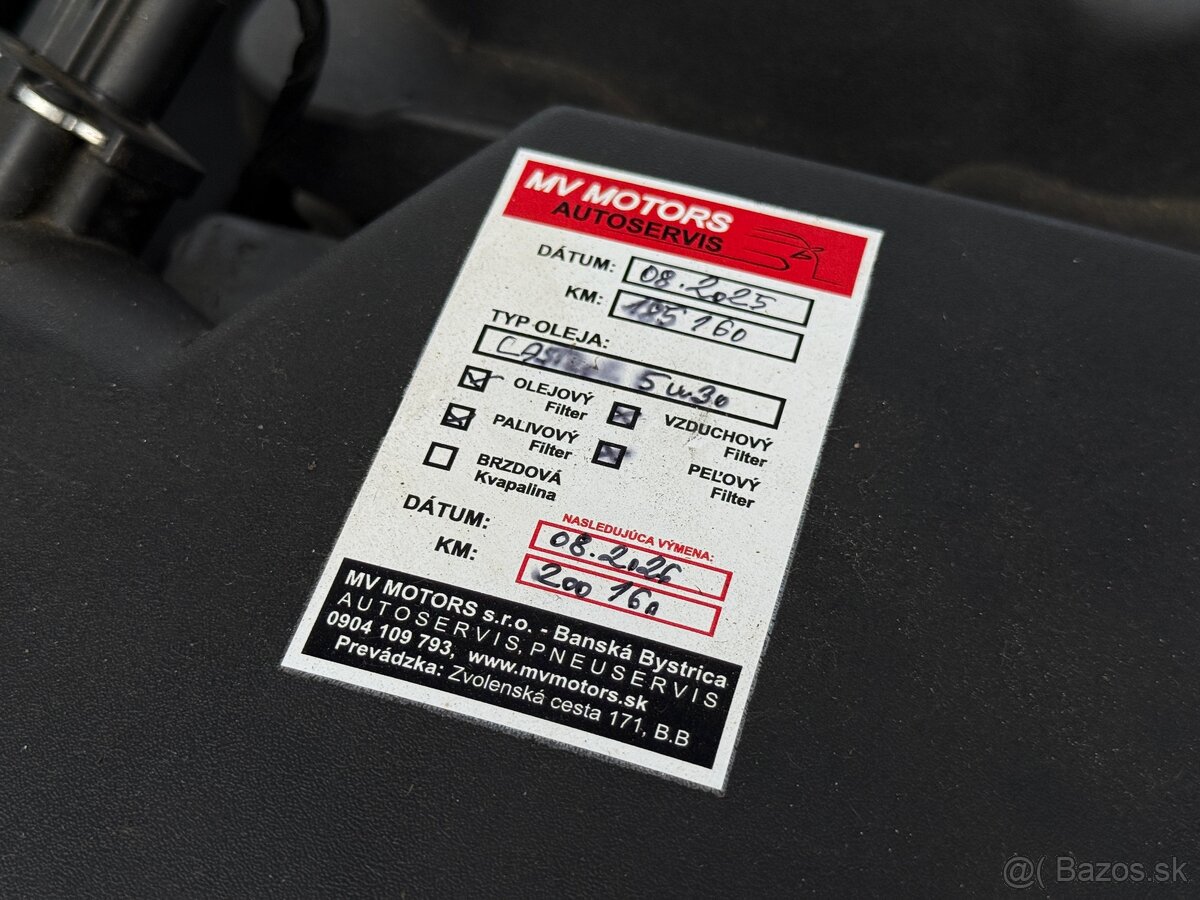 MV MOTORS
AUTOSERVIS
DÁTUM: 08.2025
KM: 185 160
TYP OLEJA:
5w30
OLEJOVÝ Filter
VZDUCHOVÝ Filter
PALIVOVÝ Filter
PEĽOVÝ Filter
BRZDOVÁ Kvapalina
NASLEDUJÚCA VÝMENA:
DÁTUM: 08.2026
KM: 200 160
MV MOTORS s.r.o. - Banská Bystrica
AUTOSERVIS, PNEUSERVIS
0904 109 793, www.mvmotors.sk
Prevádzka: Zvolenská cesta 171, B.B
@( Bazos.sk